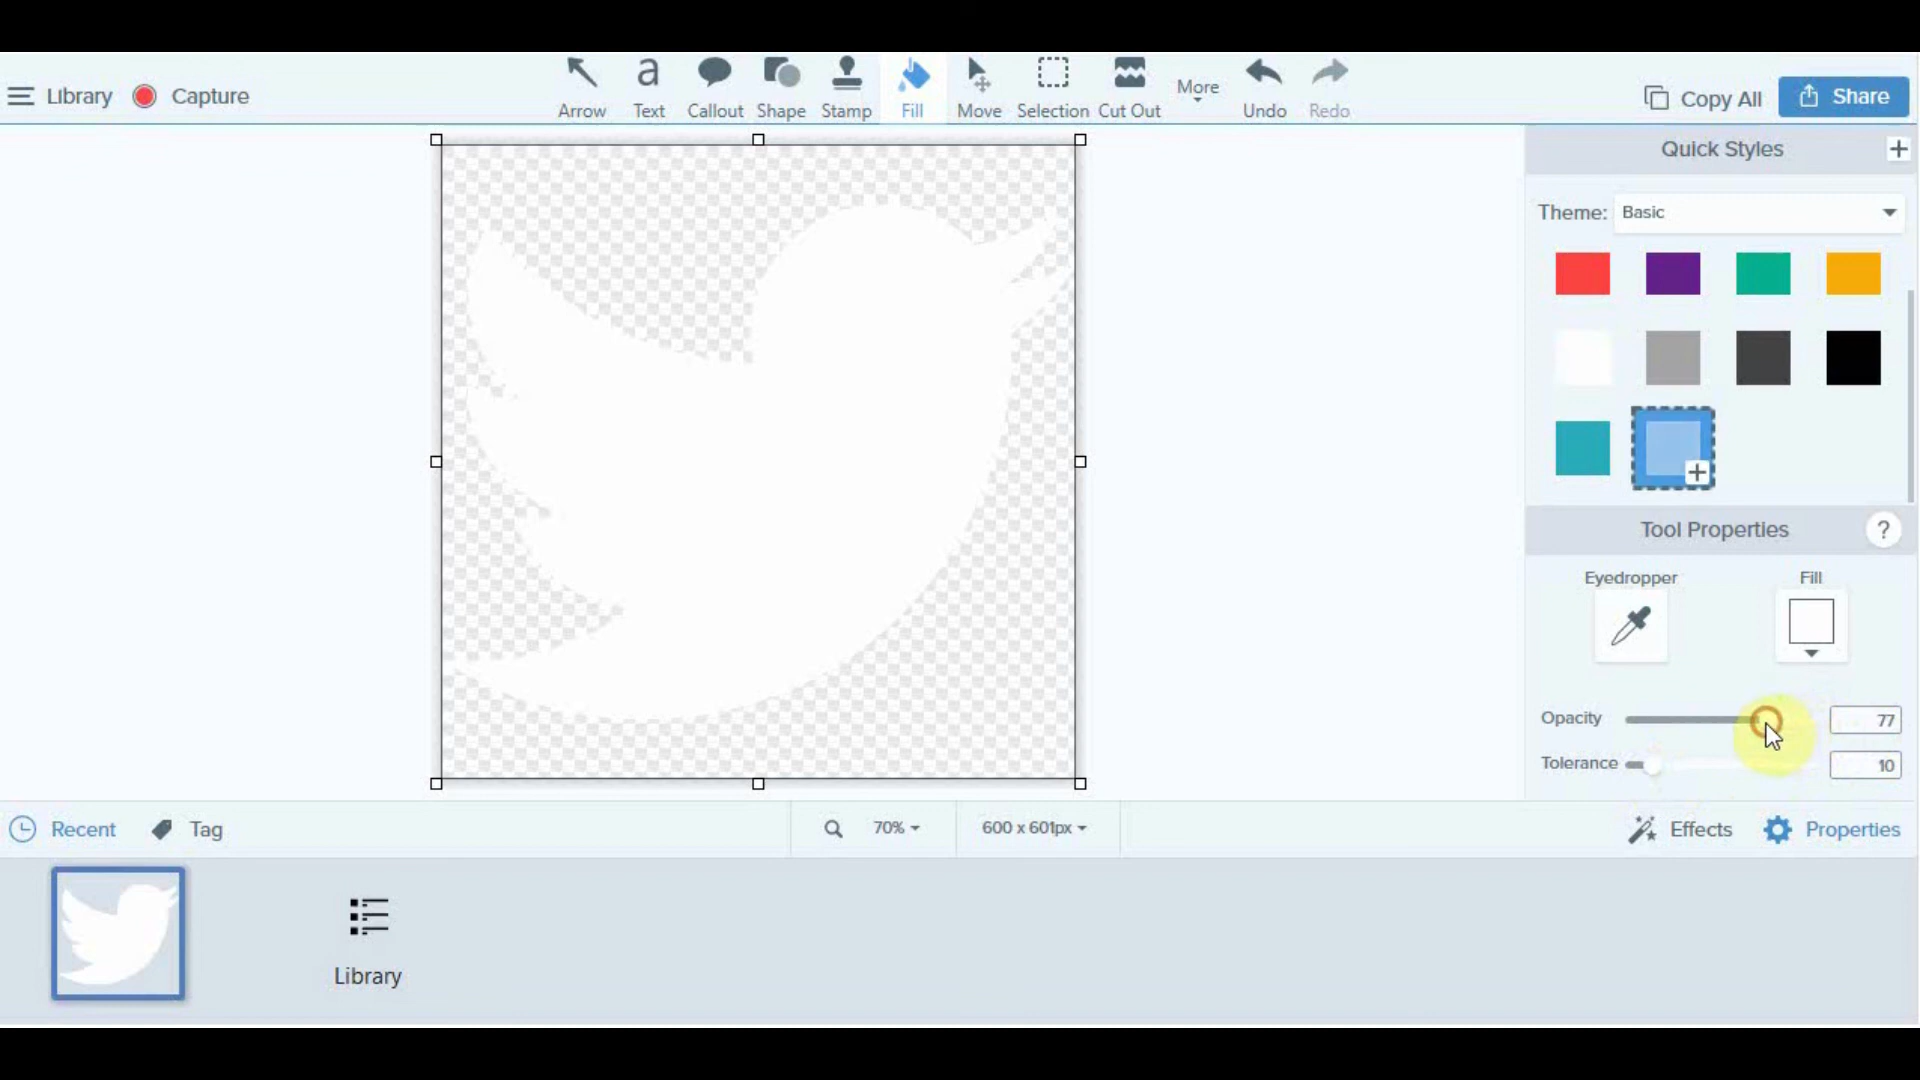 Library Capture
Arrow Text Callout Shape Stamp Fill Move Selection Cut Out More Undo Redo
Copy All Share
Quick Styles
Theme: Basic
Tool Properties ?
Eyedropper Fill
Opacity 77
Tolerance 10
Recent Tag 70% 600 x 601px Effects Properties
Library